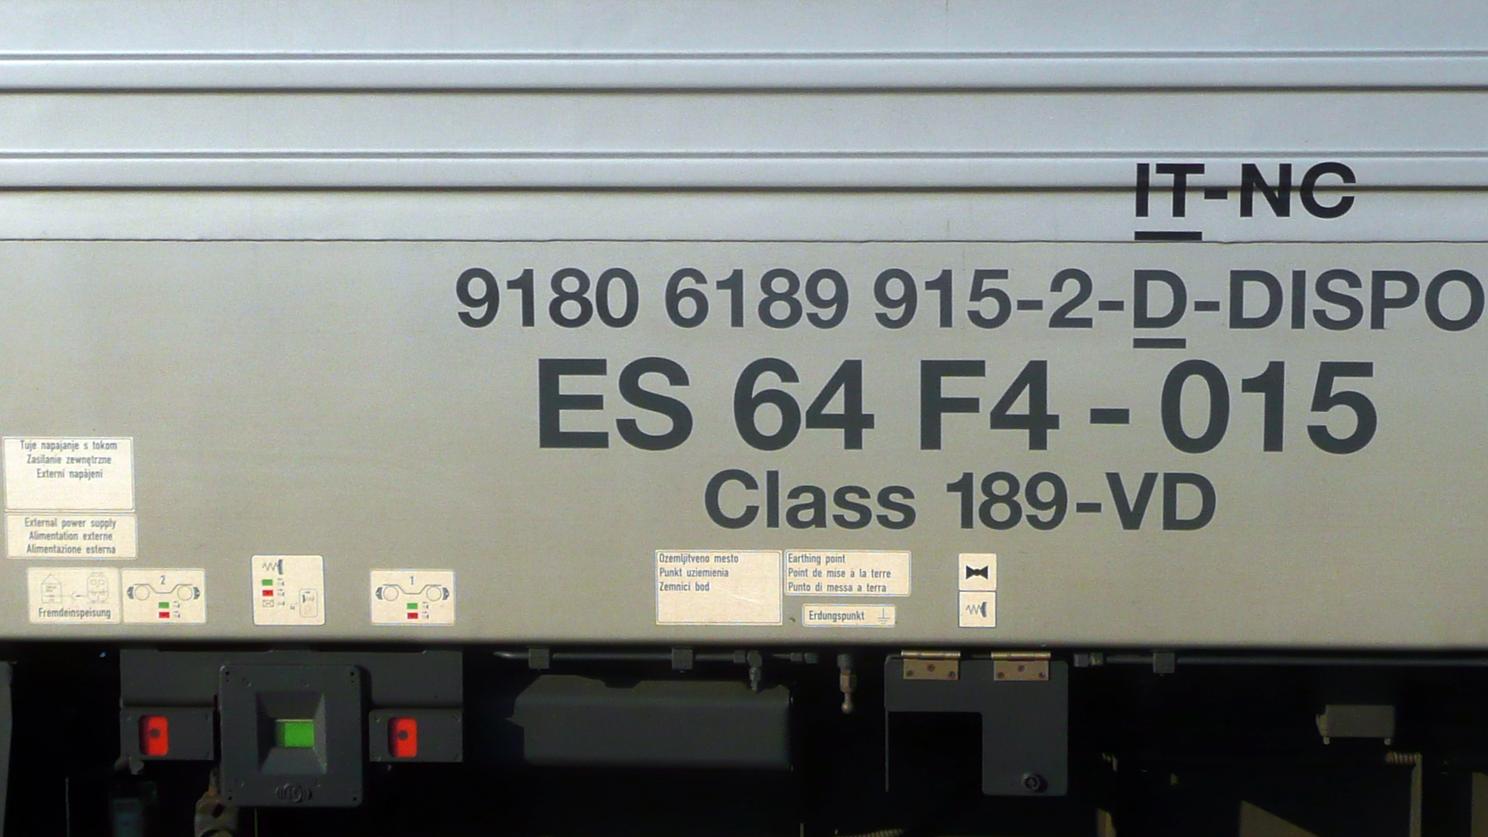 IT-NC
9180 6189 915-2-D-DISPO
ES 64 F4 - 015
Class 189-VD
Tuje napajanje s tokom
Zasilanie zewnętrzne
Externí napájení
External power supply
Alimentation externe
Alimentazione esterna
Fremdeinspeisung
2
1
Ozemljitveno mesto
Punkt uziemienia
Zemnící bod
Earthing point
Point de mise à la terre
Punto di messa a terra
Erdungspunkt